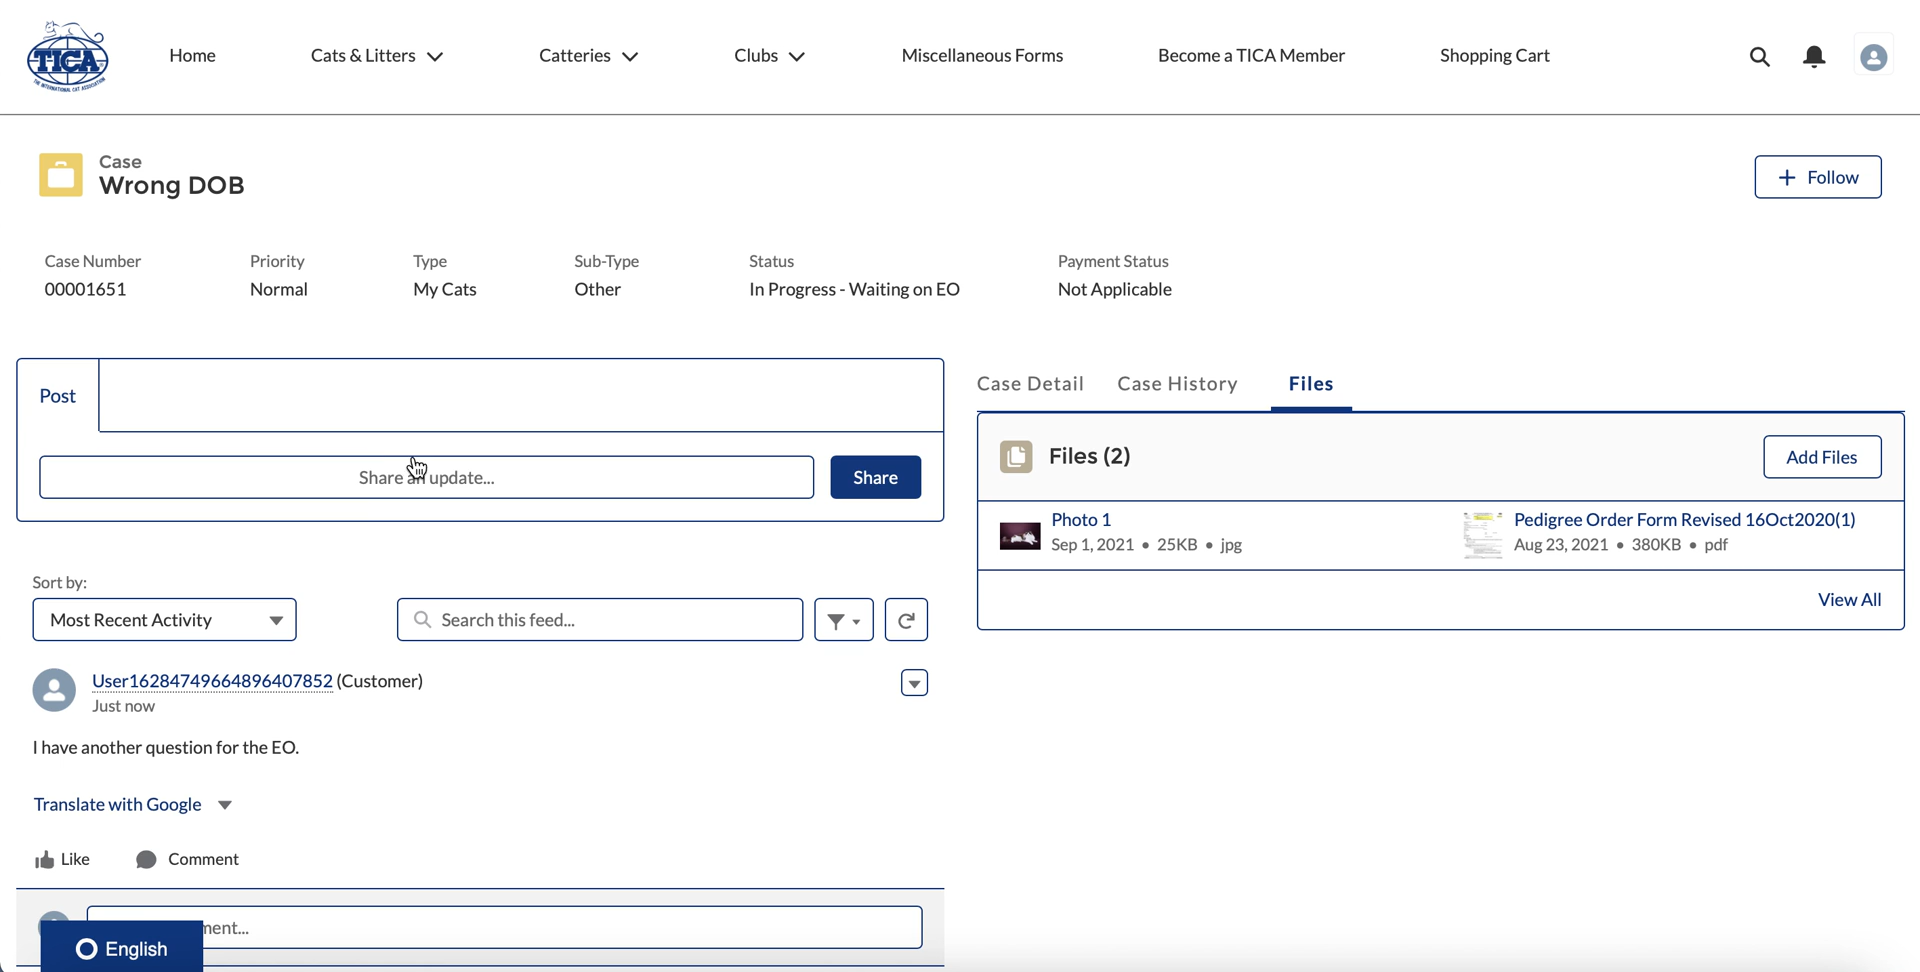 TICA
THE INTERNATIONAL CAT ASSOCIATION
Home
Cats & Litters
Catteries
Clubs
Miscellaneous Forms
Become a TICA Member
Shopping Cart
Case
Wrong DOB
+ Follow
Case Number
00001651
Priority
Normal
Type
My Cats
Sub-Type
Other
Status
In Progress - Waiting on EO
Payment Status
Not Applicable
Post
Share an update...
Share
Case Detail
Case History
Files
Files (2)
Add Files
Photo 1
Sep 1, 2021 • 25KB • jpg
Pedigree Order Form Revised 16Oct2020(1)
Aug 23, 2021 • 380KB • pdf
View All
Sort by:
Most Recent Activity
Search this feed...
User16284749664896407852 (Customer)
Just now
I have another question for the EO.
Translate with Google
Like
Comment
ment...
English